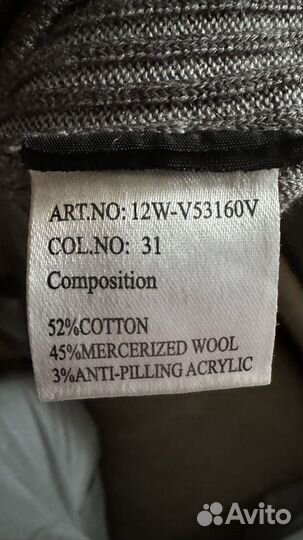 ART.NO: 12W-V53160V
COL.NO: 31
Composition
52%COTTON
45%MERCERIZED WOOL
3%ANTI-PILLING ACRYLIC
Avito